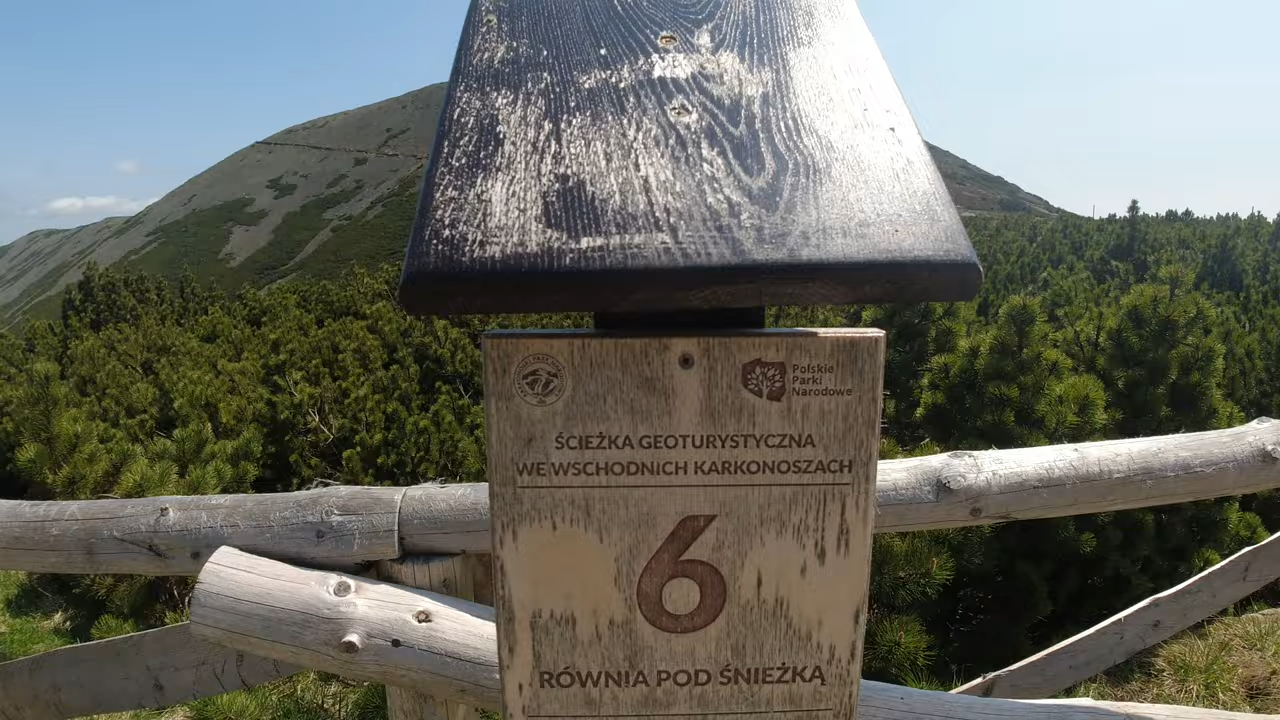 Polskie
Parki
Narodowe
ŚCIEŻKA GEOTURYSTYCZNA
WE WSCHODNICH KARKONOSZACH
6
RÓWNIA POD ŚNIEŻKĄ